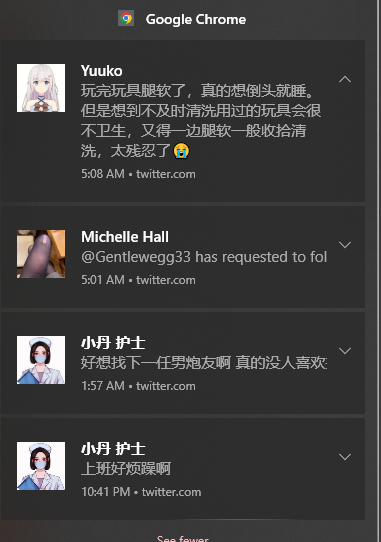 Google Chrome
Yuuko
玩完玩具腿软了，真的想倒头就睡。
但是想到不及时清洗用过的玩具会很
不卫生，又得一边腿软一般收拾清
洗，太残忍了😭
5:08 AM • twitter.com
Michelle Hall
@Gentlewegg33 has requested to fol
5:01 AM • twitter.com
小丹 护士
好想找下一任男炮友啊 真的没人喜欢
1:57 AM • twitter.com
小丹 护士
上班好烦躁啊
10:41 PM • twitter.com
See fewer